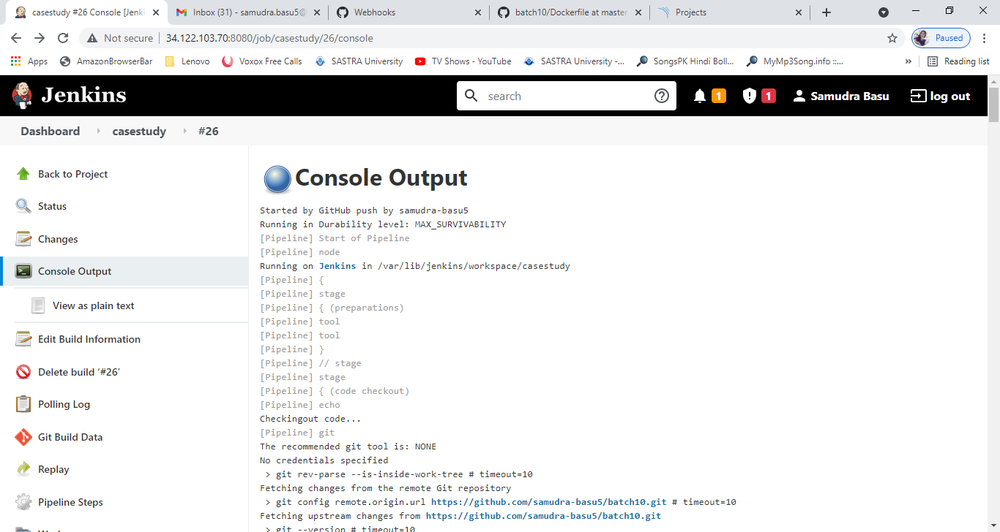 casestudy #26 Console [Jenki
Inbox (31) - samudra.basu5@
Webhooks
batch10/Dockerfile at master
Projects
Not secure
34.122.103.70:8080/job/casestudy/26/console
Paused
Apps
AmazonBrowserBar
Lenovo
Voxox Free Calls
SASTRA University
TV Shows - YouTube
SASTRA University -...
SongsPK Hindi Boll...
MyMp3Song.info ::...
»
Reading list
Jenkins
search
1
1
Samudra Basu
log out
Dashboard
casestudy
#26
Back to Project
Status
Changes
Console Output
View as plain text
Edit Build Information
Delete build ‘#26’
Polling Log
Git Build Data
Replay
Pipeline Steps
Console Output
Started by GitHub push by samudra-basu5
Running in Durability level: MAX_SURVIVABILITY
[Pipeline] Start of Pipeline
[Pipeline] node
Running on Jenkins in /var/lib/jenkins/workspace/casestudy
[Pipeline] {
[Pipeline] stage
[Pipeline] { (preparations)
[Pipeline] tool
[Pipeline] tool
[Pipeline] }
[Pipeline] // stage
[Pipeline] stage
[Pipeline] { (code checkout)
[Pipeline] echo
Checkingout code...
[Pipeline] git
The recommended git tool is: NONE
No credentials specified
> git rev-parse --is-inside-work-tree # timeout=10
Fetching changes from the remote Git repository
> git config remote.origin.url https://github.com/samudra-basu5/batch10.git # timeout=10
Fetching upstream changes from https://github.com/samudra-basu5/batch10.git
> git --version # timeout=10